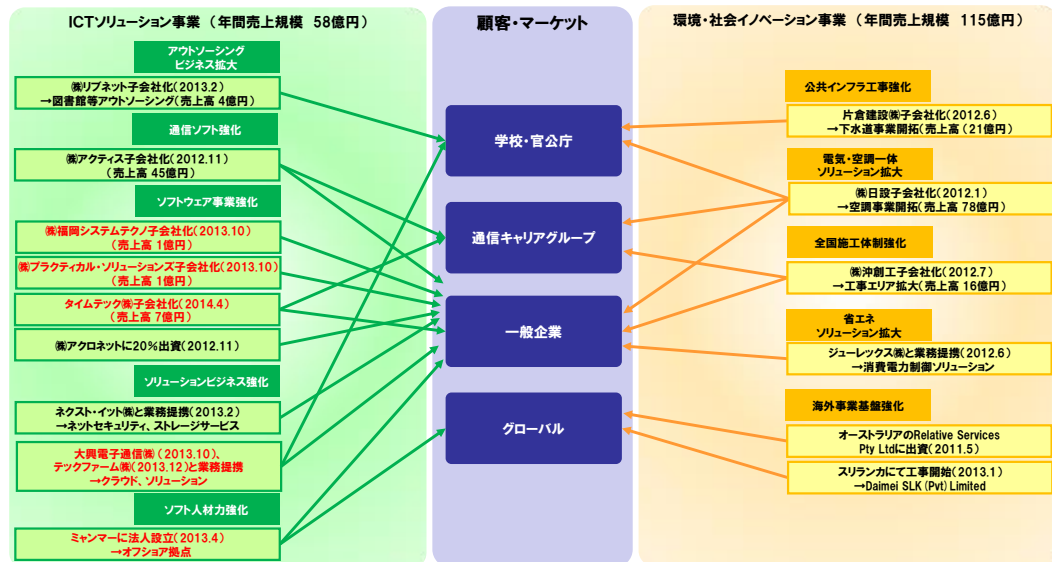 ICTソリューション事業 (年間売上規模 58億円)
アウトソーシング
ビジネス拡大
㈱リブネット子会社化(2013.2)
→図書館等アウトソーシング(売上高 4億円)
通信ソフト強化
㈱アクティス子会社化(2012.11)
(売上高 45億円)
ソフトウェア事業強化
㈱福岡システムテクノ子会社化(2013.10)
(売上高 1億円)
㈱プラクティカル・ソリューションズ子会社化(2013.10)
(売上高 1億円)
タイムテック㈱子会社化(2014.4)
(売上高 7億円)
㈱アクロネットに20%出資(2012.11)
ソリューションビジネス強化
ネクスト・イット㈱と業務提携(2013.2)
→ネットセキュリティ、ストレージサービス
大興電子通信㈱(2013.10)、
テックファーム㈱(2013.12)と業務提携
→クラウド、ソリューション
ソフト人材力強化
ミャンマーに法人設立(2013.4)
→オフショア拠点
顧客・マーケット
学校・官公庁
通信キャリアグループ
一般企業
グローバル
環境・社会イノベーション事業 (年間売上規模 115億円)
公共インフラ工事強化
片倉建設㈱子会社化(2012.6)
→下水道事業開拓(売上高(21億円)
電気・空調一体
ソリューション拡大
㈱日設子会社化(2012.1)
→空調事業開拓(売上高 78億円)
全国施工体制強化
㈱沖創工子会社化(2012.7)
→工事エリア拡大(売上高 16億円)
省エネ
ソリューション拡大
ジューレックス㈱と業務提携(2012.6)
→消費電力制御ソリューション
海外事業基盤強化
オーストラリアのRelative Services
Pty Ltdに出資(2011.5)
スリランカにて工事開始(2013.1)
→Daimei SLK (Pvt) Limited